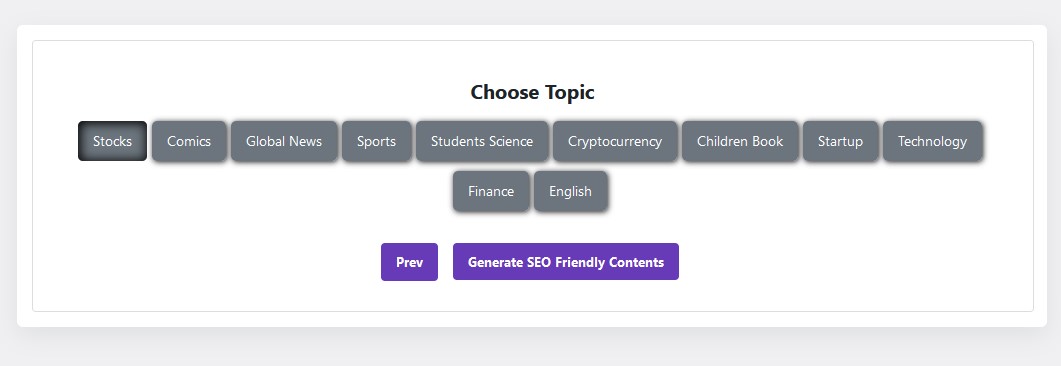 Choose Topic
Stocks Comics Global News Sports Students Science Cryptocurrency Children Book Startup Technology
Finance English
Prev Generate SEO Friendly Contents